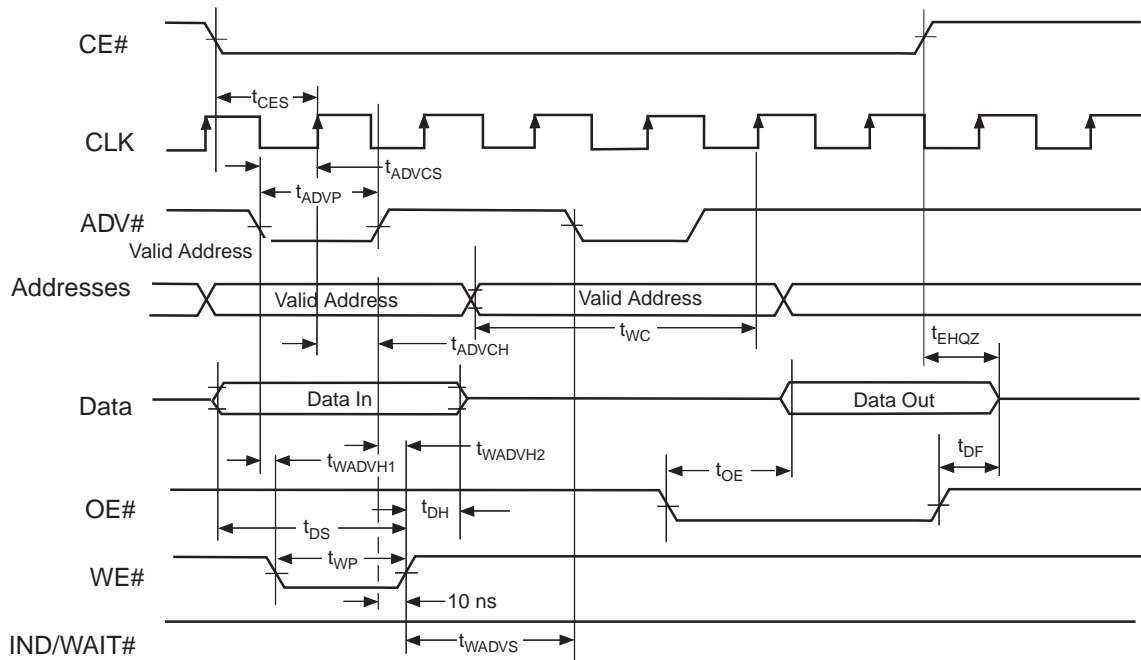 CE#
tCES
CLK
tADVCS
tADVP
ADV#
Valid Address
Addresses
Valid Address
Valid Address
tWC
tADVCH
tEHQZ
Data
Data In
Data Out
tWADVH1
tWADVH2
tOE
tDF
OE#
tDH
tDS
tWP
WE#
10 ns
tWADVS
IND/WAIT#